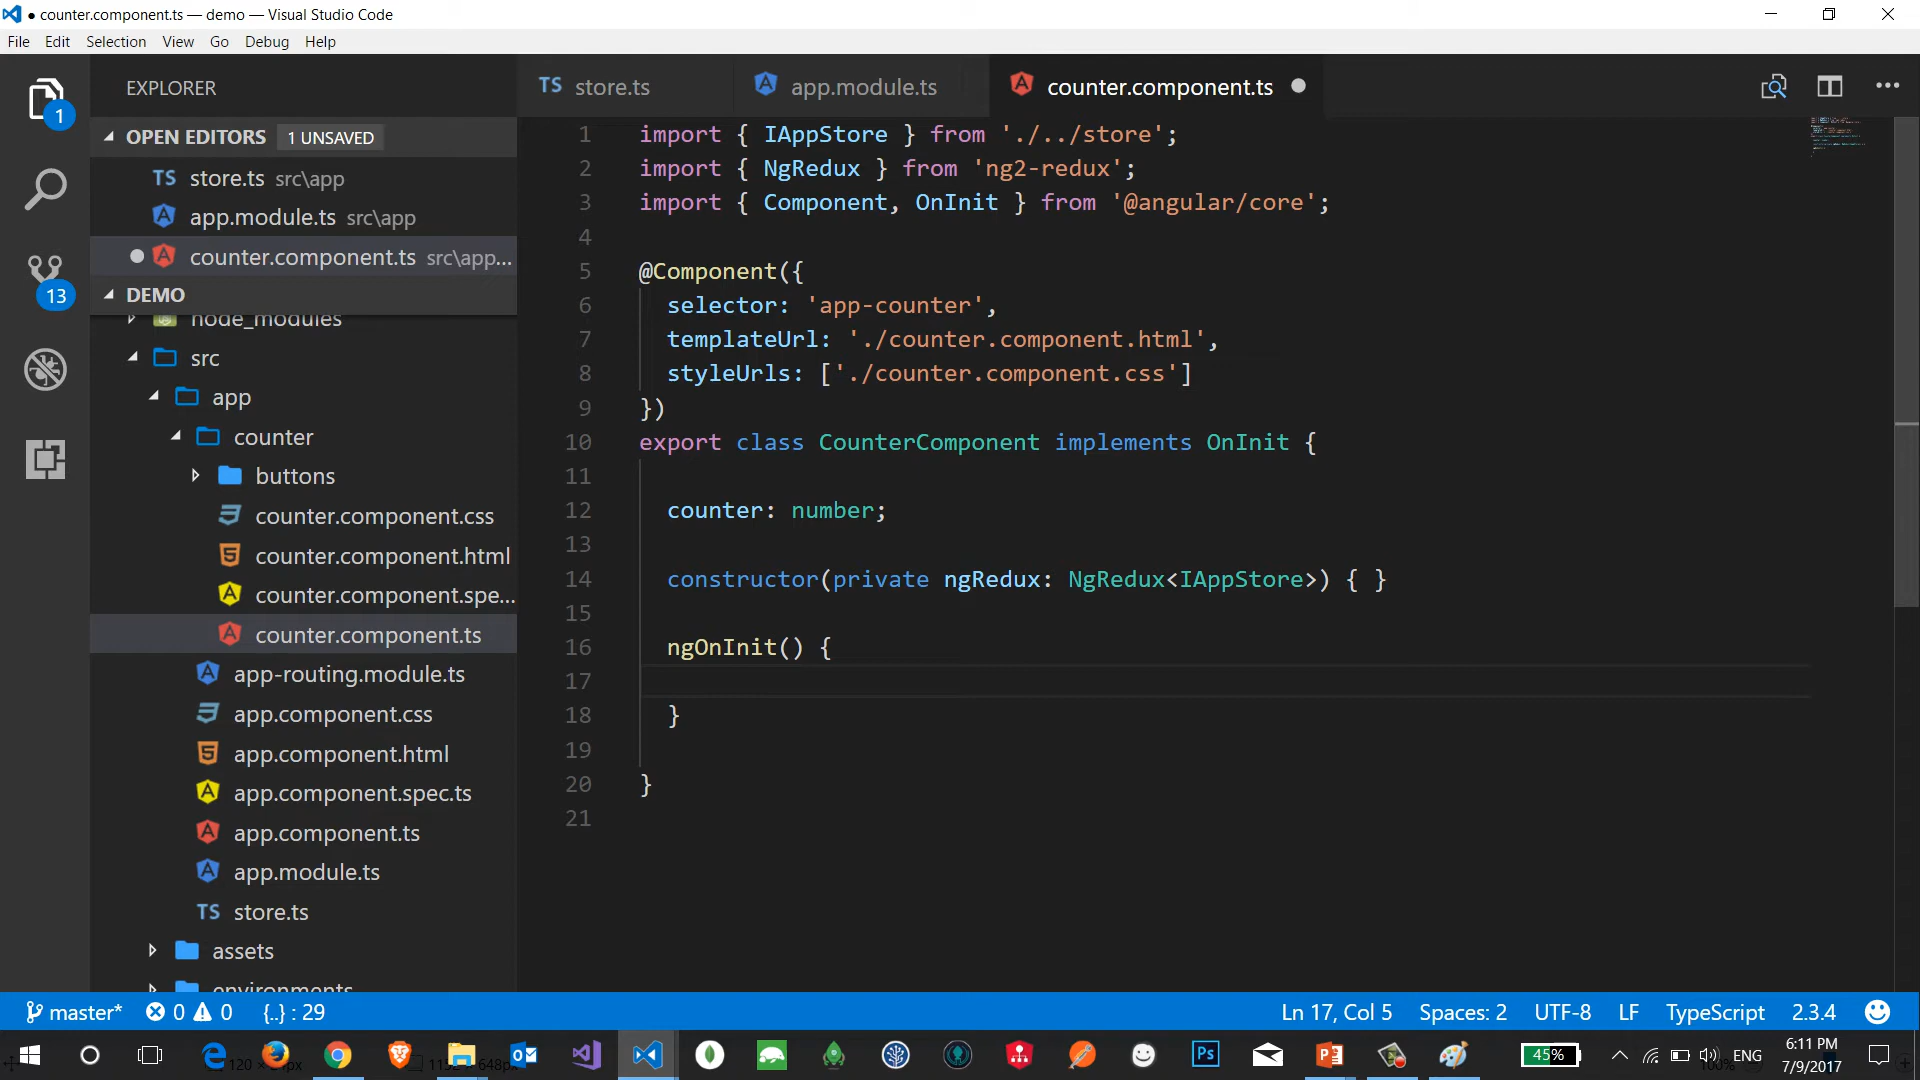 ● counter.component.ts — demo — Visual Studio Code
File Edit Selection View Go Debug Help
EXPLORER
OPEN EDITORS 1 UNSAVED
TS store.ts src\app
app.module.ts src\app
● counter.component.ts src\app...
DEMO
node_modules
src
app
counter
buttons
counter.component.css
counter.component.html
counter.component.spe...
counter.component.ts
app-routing.module.ts
app.component.css
app.component.html
app.component.spec.ts
app.component.ts
app.module.ts
TS store.ts
assets
environments
1
13
TS store.ts app.module.ts counter.component.ts ●
1 import { IAppStore } from './../store';
2 import { NgRedux } from 'ng2-redux';
3 import { Component, OnInit } from '@angular/core';
4
5 @Component({
6 selector: 'app-counter',
7 templateUrl: './counter.component.html',
8 styleUrls: ['./counter.component.css']
9 })
10 export class CounterComponent implements OnInit {
11
12 counter: number;
13
14 constructor(private ngRedux: NgRedux<IAppStore>) { }
15
16 ngOnInit() {
17
18 }
19
20 }
21
master* 0 0 {..} : 29 Ln 17, Col 5 Spaces: 2 UTF-8 LF TypeScript 2.3.4
45% ENG 6:11 PM
7/9/2017
Ps
100%